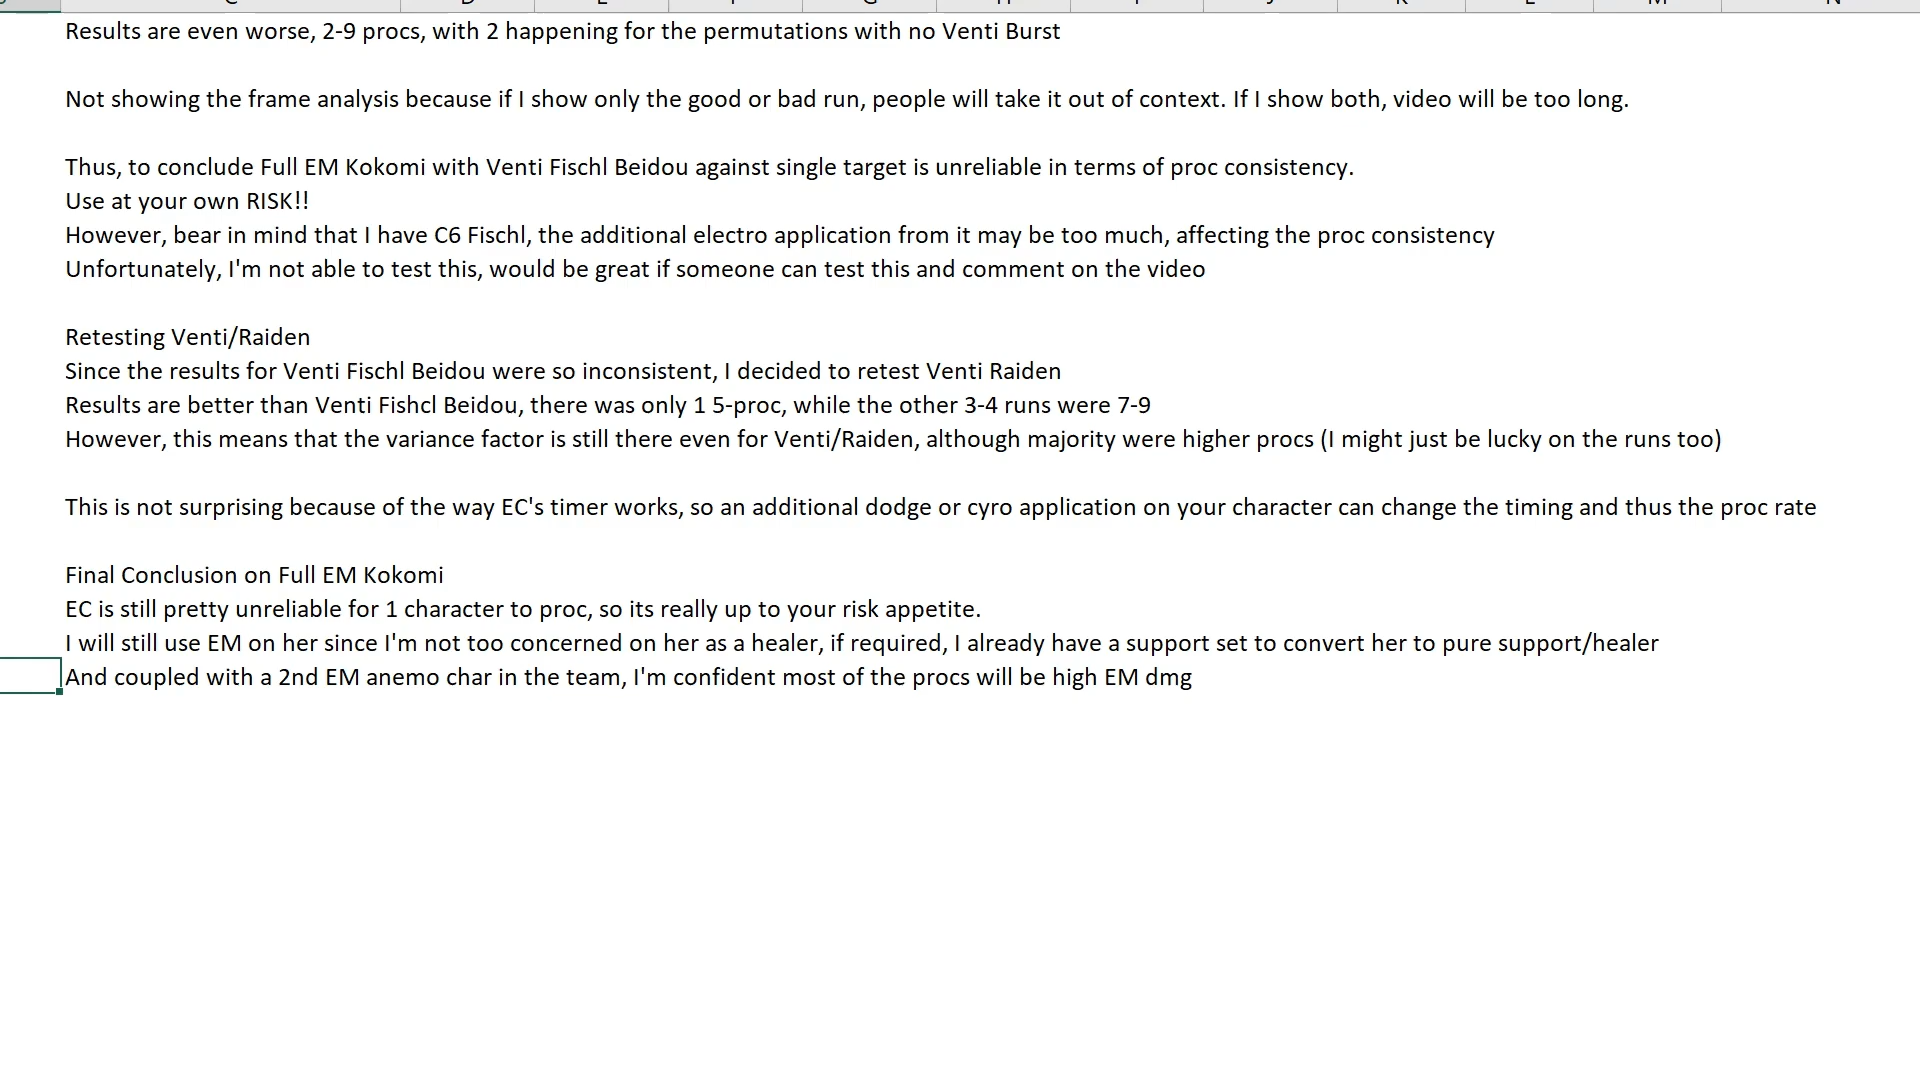 Results are even worse, 2-9 procs, with 2 happening for the permutations with no Venti Burst
Not showing the frame analysis because if I show only the good or bad run, people will take it out of context. If I show both, video will be too long.
Thus, to conclude Full EM Kokomi with Venti Fischl Beidou against single target is unreliable in terms of proc consistency.
Use at your own RISK!!
However, bear in mind that I have C6 Fischl, the additional electro application from it may be too much, affecting the proc consistency
Unfortunately, I'm not able to test this, would be great if someone can test this and comment on the video
Retesting Venti/Raiden
Since the results for Venti Fischl Beidou were so inconsistent, I decided to retest Venti Raiden
Results are better than Venti Fishcl Beidou, there was only 1 5-proc, while the other 3-4 runs were 7-9
However, this means that the variance factor is still there even for Venti/Raiden, although majority were higher procs (I might just be lucky on the runs too)
This is not surprising because of the way EC's timer works, so an additional dodge or cyro application on your character can change the timing and thus the proc rate
Final Conclusion on Full EM Kokomi
EC is still pretty unreliable for 1 character to proc, so its really up to your risk appetite.
I will still use EM on her since I'm not too concerned on her as a healer, if required, I already have a support set to convert her to pure support/healer
And coupled with a 2nd EM anemo char in the team, I'm confident most of the procs will be high EM dmg